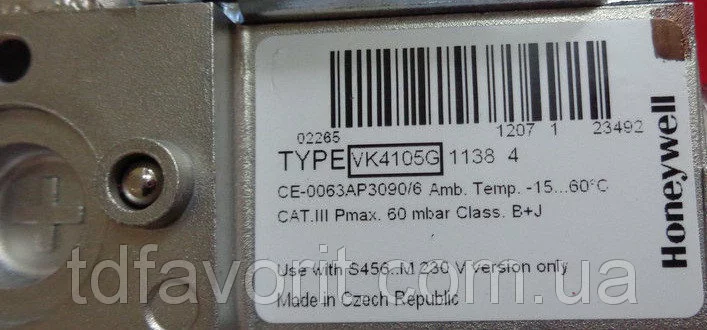 02265 1207 1 23492
TYPE VK4105G 1138 4
CE-0063AP3090/6 Amb. Temp. -15...60°C
CAT.III Pmax. 60 mbar Class. B+J
Use with S456..M 230 V version only
Made in Czech Republic
Honeywell
tdfavorit.com.ua